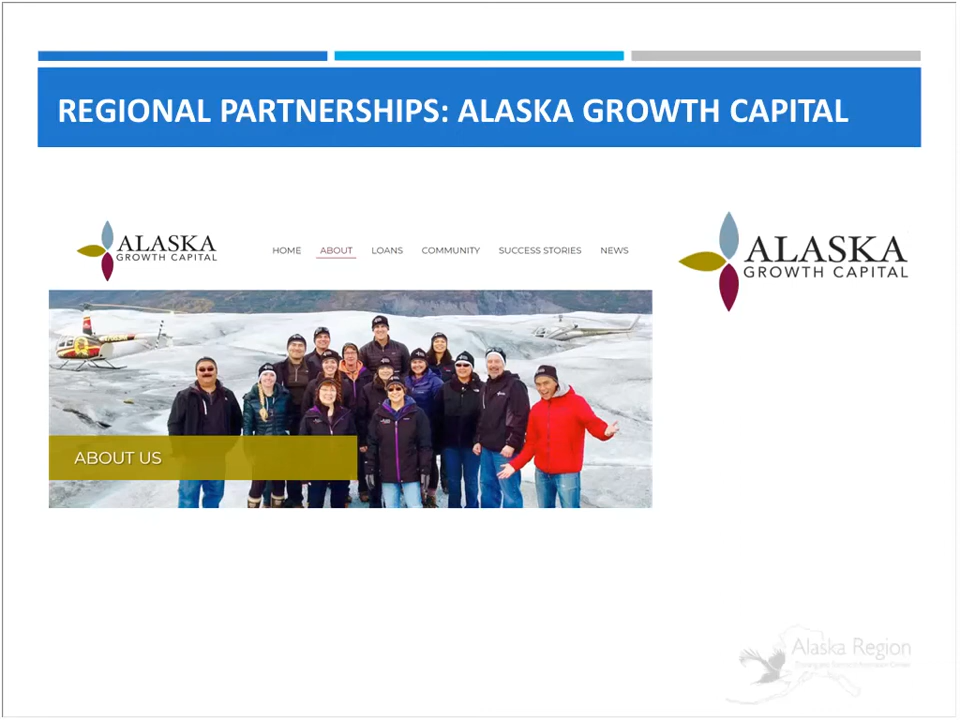 REGIONAL PARTNERSHIPS: ALASKA GROWTH CAPITAL
ALASKA
GROWTH CAPITAL
HOME ABOUT LOANS COMMUNITY SUCCESS STORIES NEWS
ALASKA
GROWTH CAPITAL
ABOUT US
Alaska Region